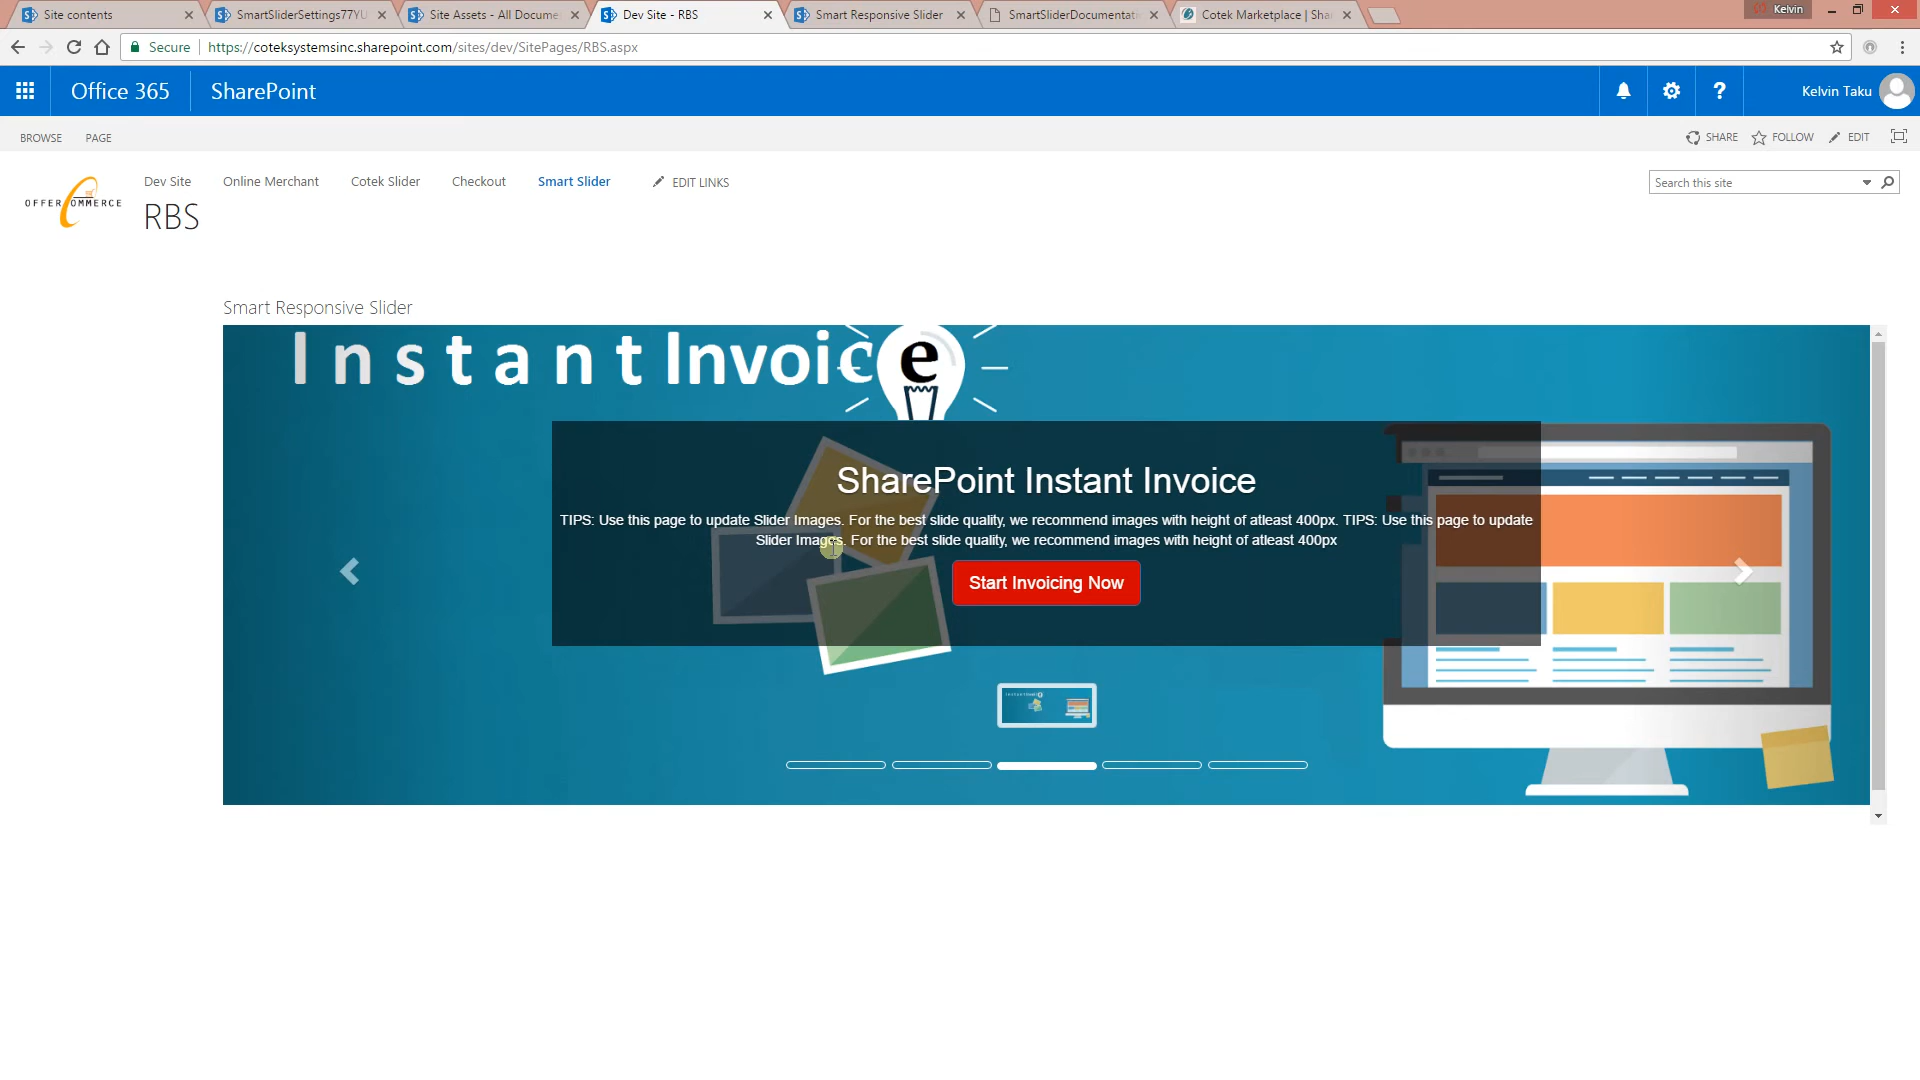 Site contents
SmartSliderSettings77YU
Site Assets - All Docume
Dev Site - RBS
Smart Responsive Slider
SmartSliderDocumentati
Cotek Marketplace | Sha
Kelvin
Secure
https://coteksystemsinc.sharepoint.com/sites/dev/SitePages/RBS.aspx
Office 365
SharePoint
Kelvin Taku
BROWSE
PAGE
SHARE
FOLLOW
EDIT
OFFER OMMERCE
Dev Site
Online Merchant
Cotek Slider
Checkout
Smart Slider
EDIT LINKS
Search this site
RBS
Smart Responsive Slider
Instant Invoice
SharePoint Instant Invoice
TIPS: Use this page to update Slider Images. For the best slide quality, we recommend images with height of atleast 400px. TIPS: Use this page to update
Slider Images. For the best slide quality, we recommend images with height of atleast 400px
Start Invoicing Now